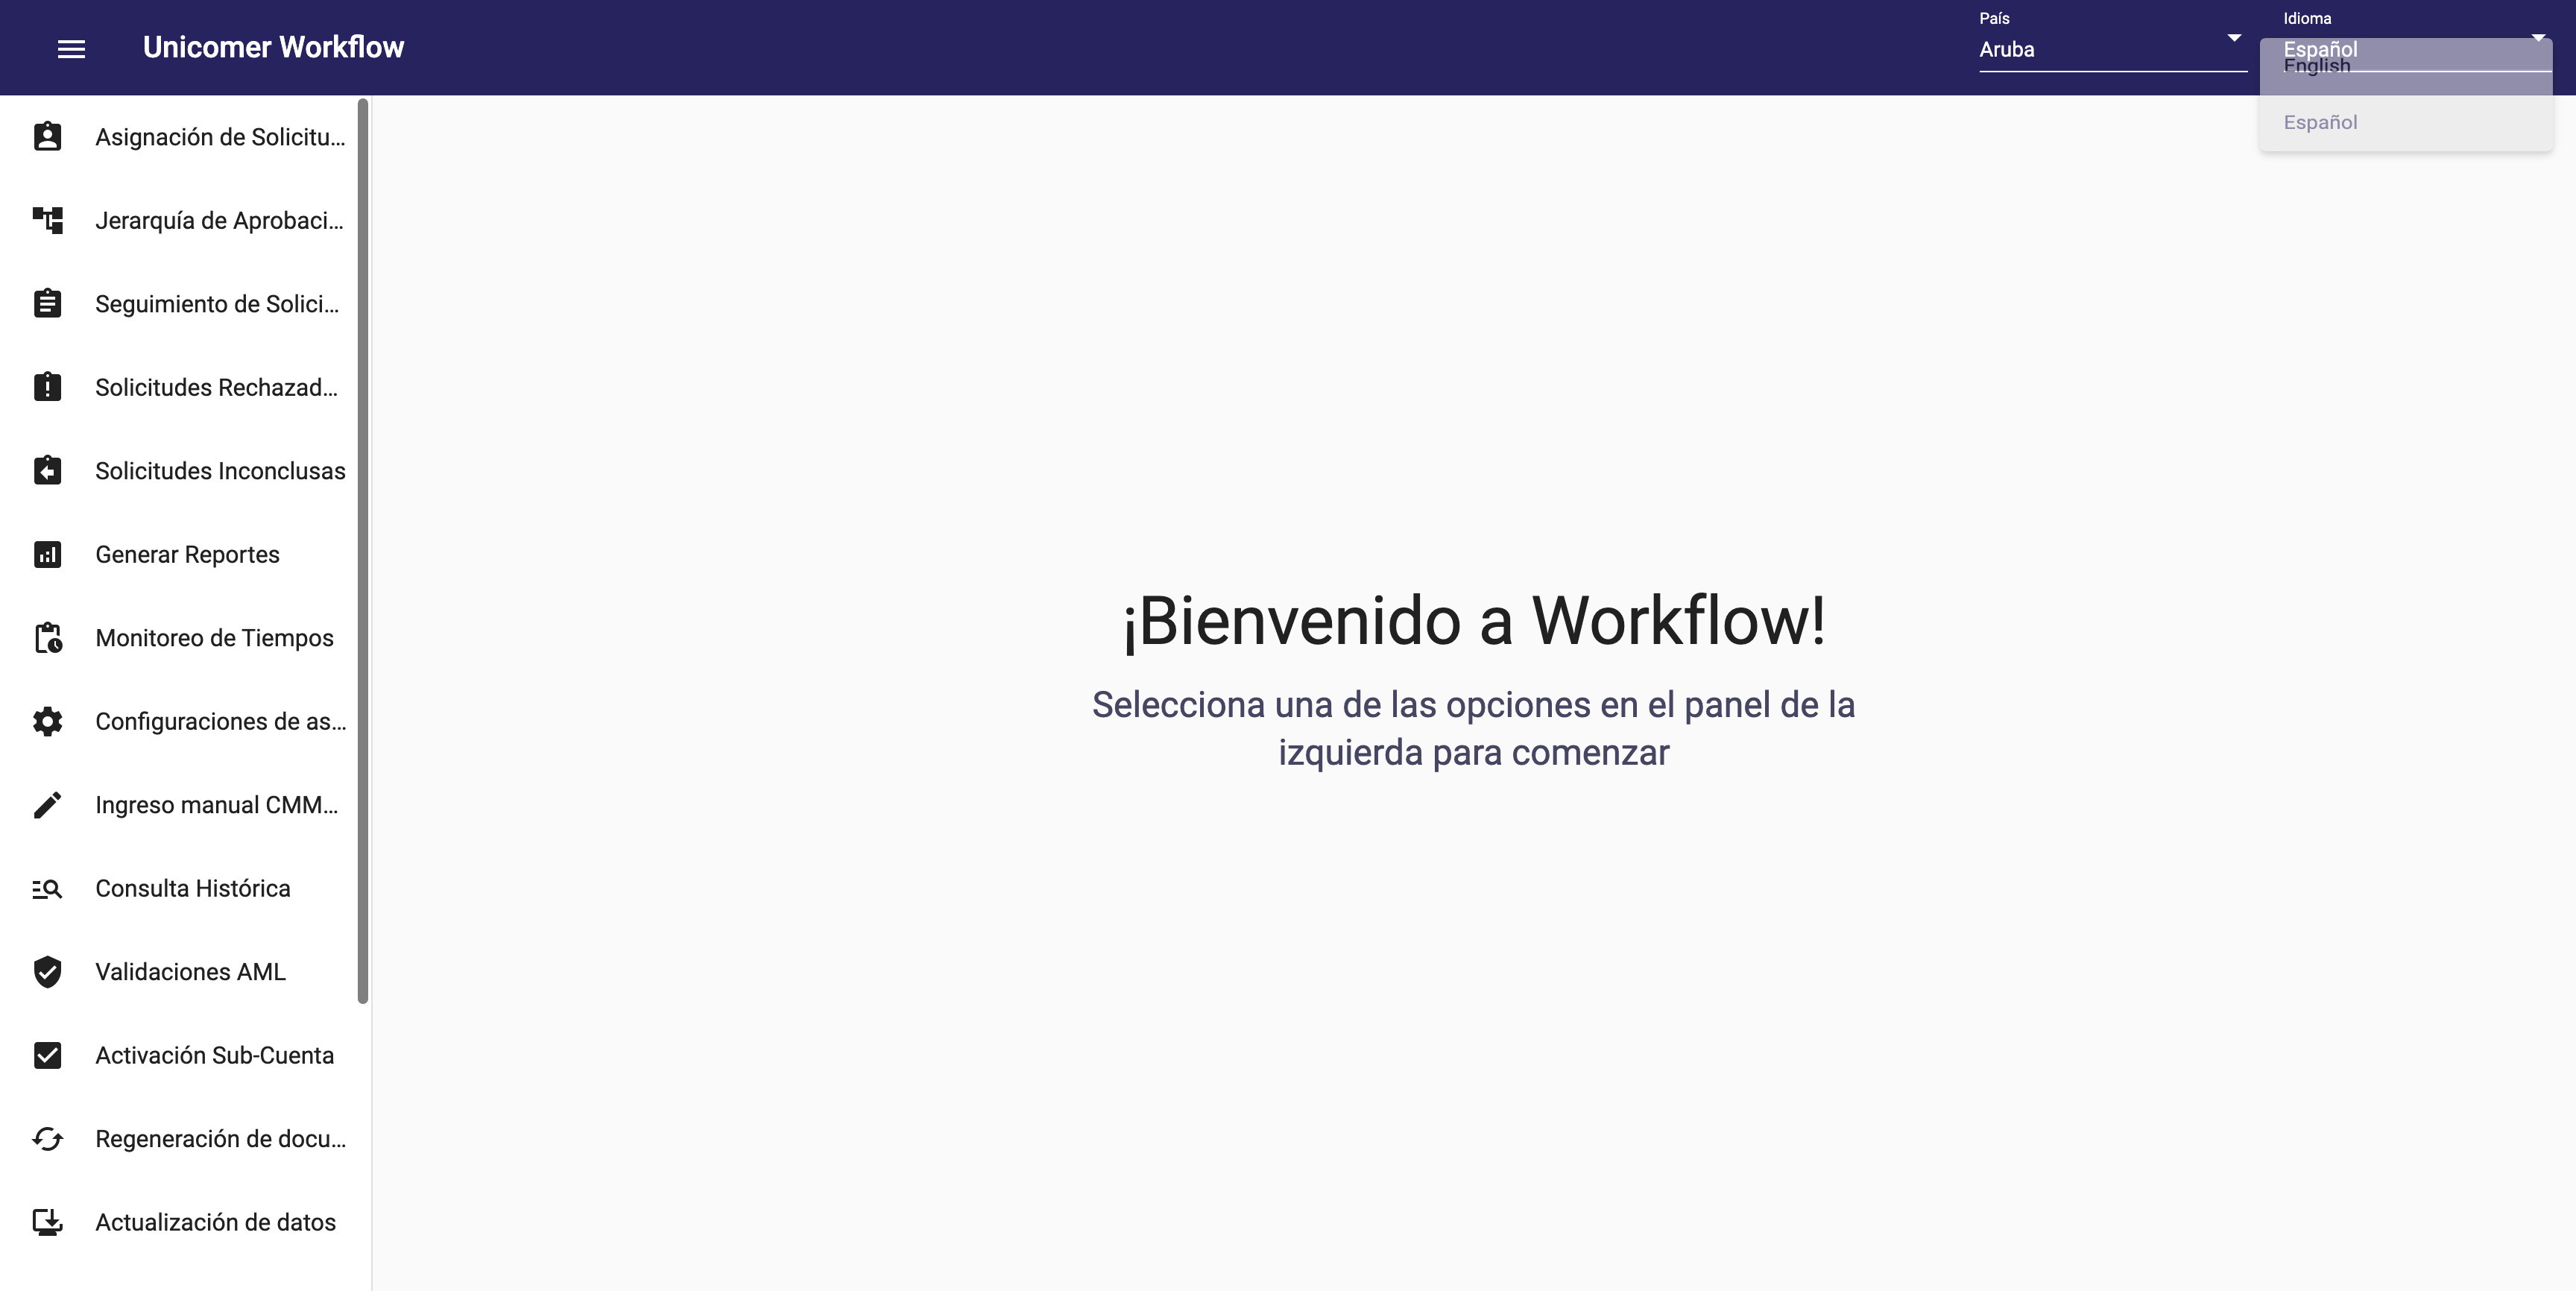 Unicomer Workflow
País
Aruba
Idioma
Español
English
Español
Asignación de Solicitu...
Jerarquía de Aprobaci...
Seguimiento de Solici...
Solicitudes Rechazad...
Solicitudes Inconclusas
Generar Reportes
Monitoreo de Tiempos
Configuraciones de as...
Ingreso manual CMM...
Consulta Histórica
Validaciones AML
Activación Sub-Cuenta
Regeneración de docu...
Actualización de datos
¡Bienvenido a Workflow!
Selecciona una de las opciones en el panel de la
izquierda para comenzar